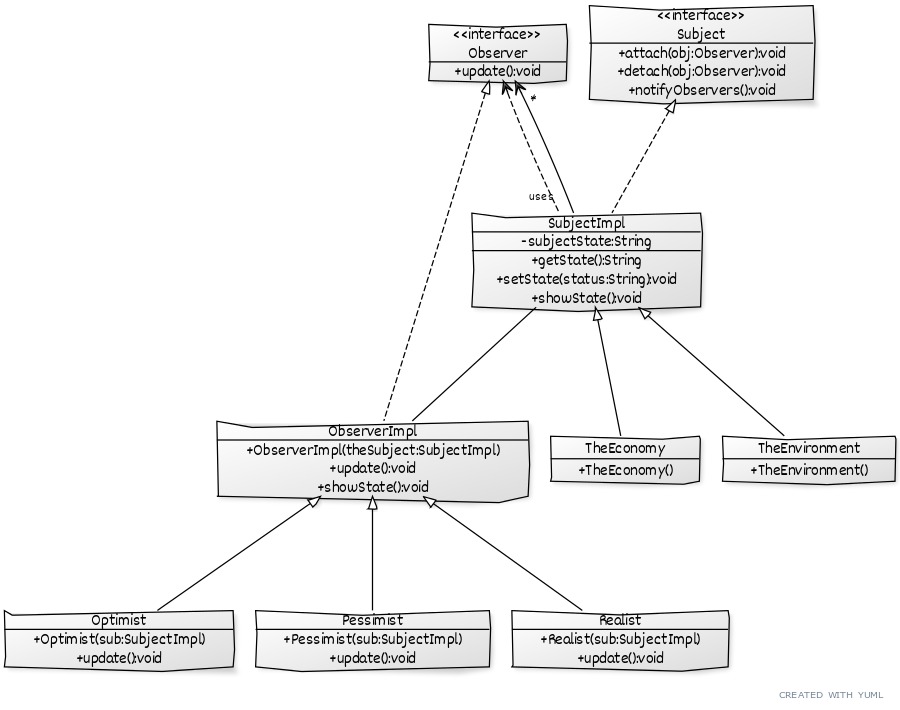 <<interface>>
Observer
+update():void
<<interface>>
Subject
+attach(obj:Observer):void
+detach(obj:Observer):void
+notifyObservers():void
*
uses
SubjectImpl
-subjectState:String
+getState():String
+setState(status:String):void
+showState():void
ObserverImpl
+ObserverImpl(theSubject:SubjectImpl)
+update():void
+showState():void
TheEconomy
+TheEconomy()
TheEnvironment
+TheEnvironment()
Optimist
+Optimist(sub:SubjectImpl)
+update():void
Pessimist
+Pessimist(sub:SubjectImpl)
+update():void
Realist
+Realist(sub:SubjectImpl)
+update():void
CREATED WITH YUML